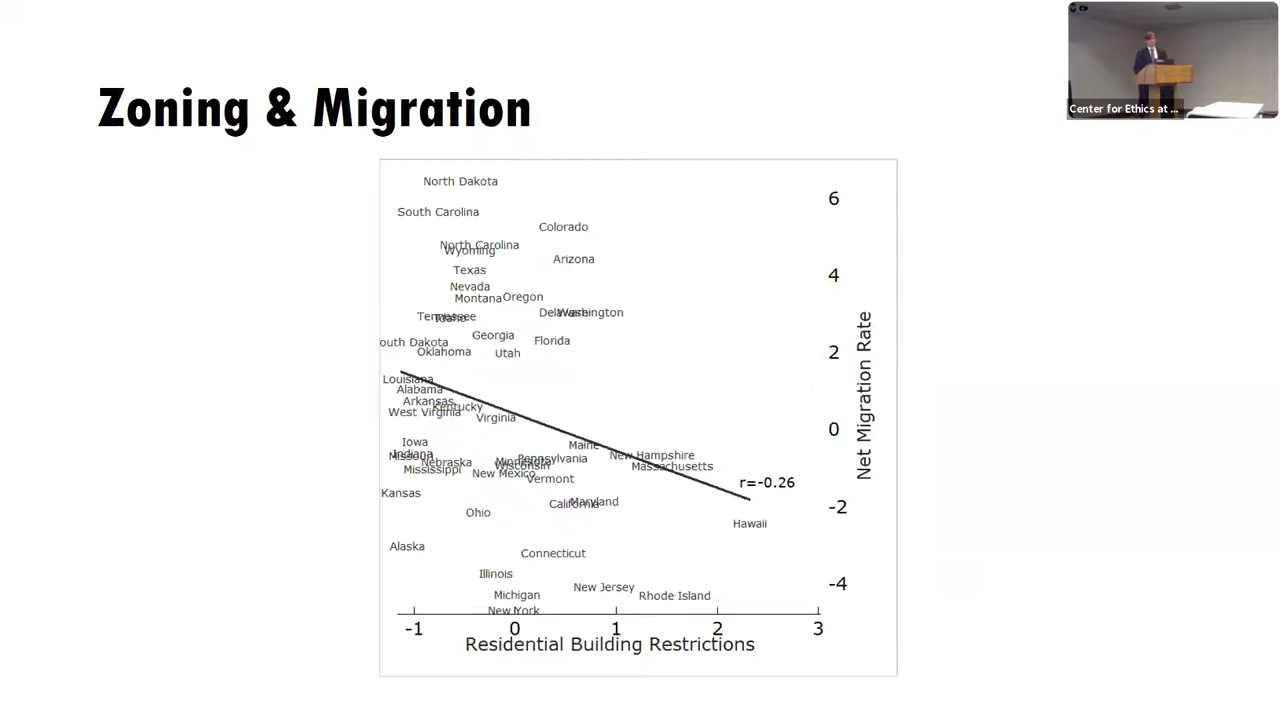 Center for Ethics at ...
Zoning & Migration
North Dakota
South Carolina
Colorado
North Carolina
Wyoming
Arizona
Texas
Nevada
Montana
Oregon
Tennessee
Idaho
Delaware
Washington
Georgia
Florida
outh Dakota
Oklahoma
Utah
Louisiana
Alabama
Arkansas
Kentucky
West Virginia
Virginia
Iowa
Maine
Indiana
Missouri
New Hampshire
Nebraska
Minnesota
Pennsylvania
Wisconsin
Massachusetts
Mississippi
New Mexico
Vermont
Kansas
California
Maryland
Ohio
Hawaii
Alaska
Connecticut
Illinois
New Jersey
Michigan
Rhode Island
New York
r=-0.26
6
4
2
0
-2
-4
Net Migration Rate
-1 0 1 2 3
Residential Building Restrictions